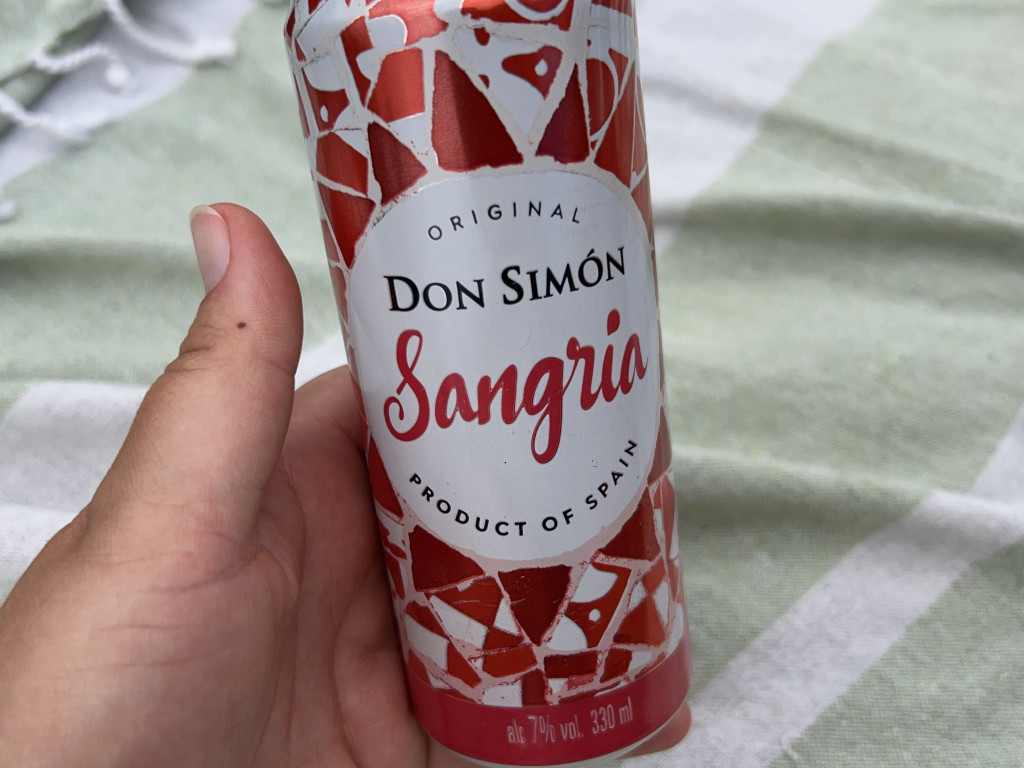 ORIGINAL
DON SIMÓN
Sangria
PRODUCT OF SPAIN
alc 7% vol. 330 ml